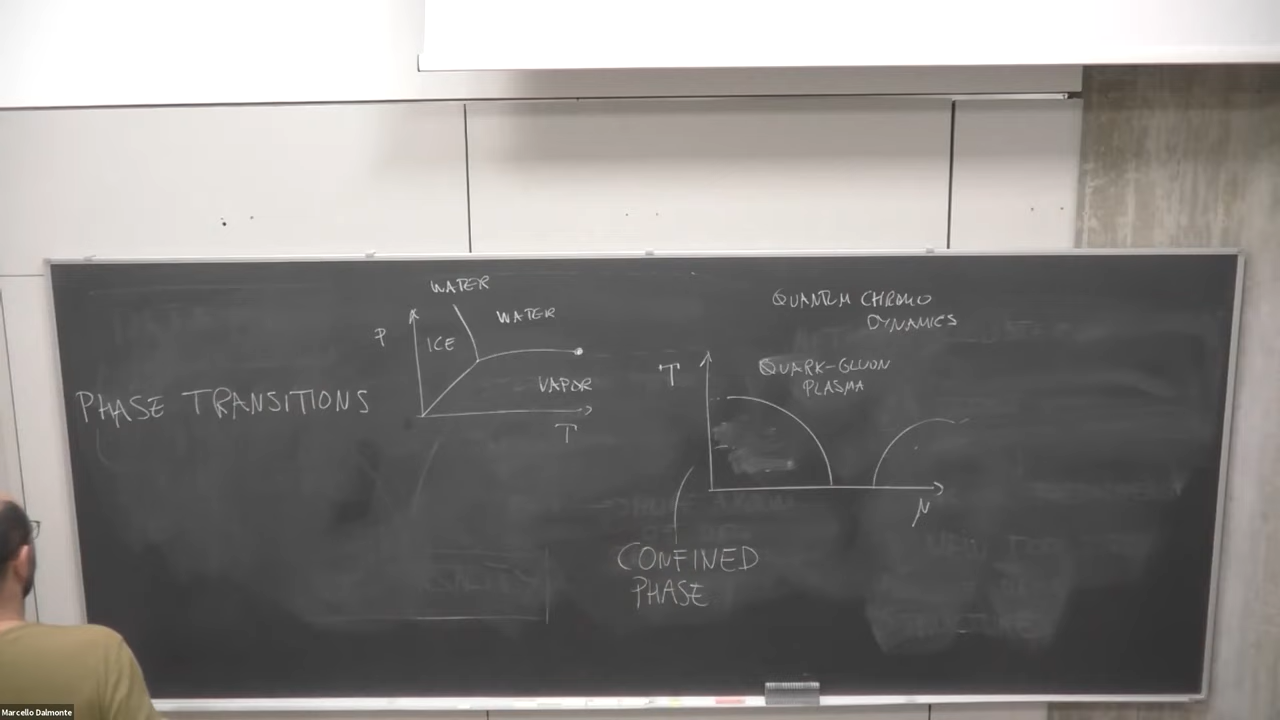 PHASE TRANSITIONS
WATER
P
ICE
WATER
VAPOR
T
QUANTUM CHROMO
DYNAMICS
T
QUARK-GLUON
PLASMA
μ
CONFINED
PHASE
Marcello Dalmonte